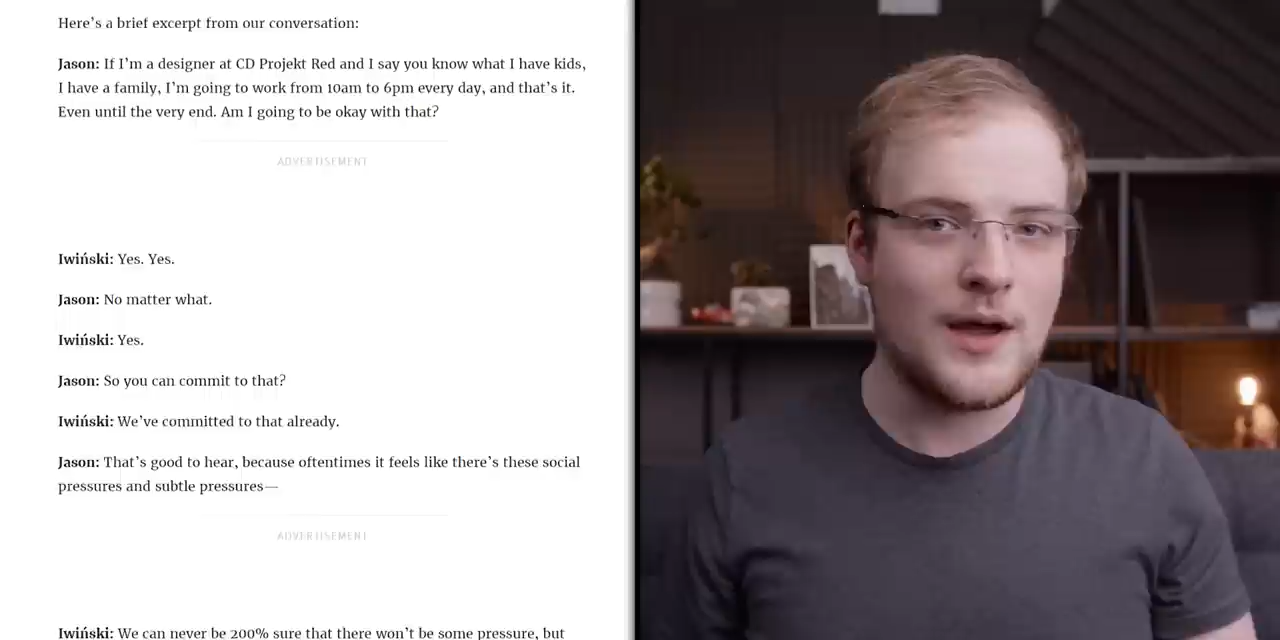 Here's a brief excerpt from our conversation:
Jason: If I'm a designer at CD Projekt Red and I say you know what I have kids,
I have a family, I'm going to work from 10am to 6pm every day, and that's it.
Even until the very end. Am I going to be okay with that?
ADVERTISEMENT
Iwiński: Yes. Yes.
Jason: No matter what.
Iwiński: Yes.
Jason: So you can commit to that?
Iwiński: We've committed to that already.
Jason: That's good to hear, because oftentimes it feels like there's these social
pressures and subtle pressures—
ADVERTISEMENT
Iwiński: We can never be 200% sure that there won't be some pressure, but